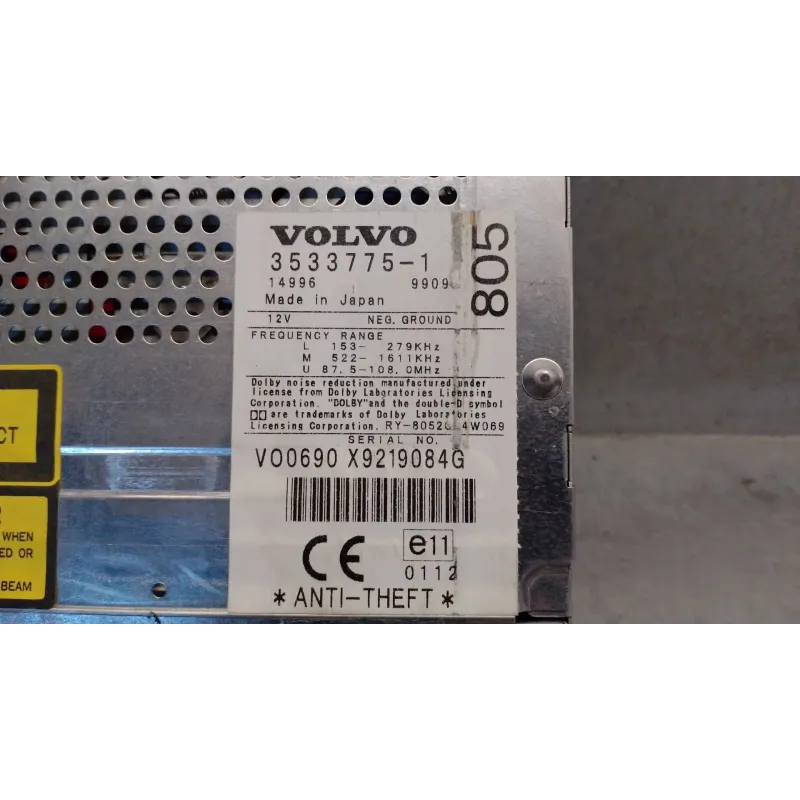 VOLVO
3533775-1
14996 9909
Made in Japan
12V NEG. GROUND
FREQUENCY RANGE
L 153- 279KHz
M 522- 1611KHz
U 87.5-108.0MHz
Dolby noise reduction manufactured under
license from Dolby Laboratories Licensing
Corporation. "DOLBY"and the double-D symbol
are trademarks of Dolby Laboratories
Licensing Corporation.
SERIAL NO.
VO0690 X9219084G
CE
e11
0112
*ANTI-THEFT*
805
CT
WHEN
ED OR
BEAM